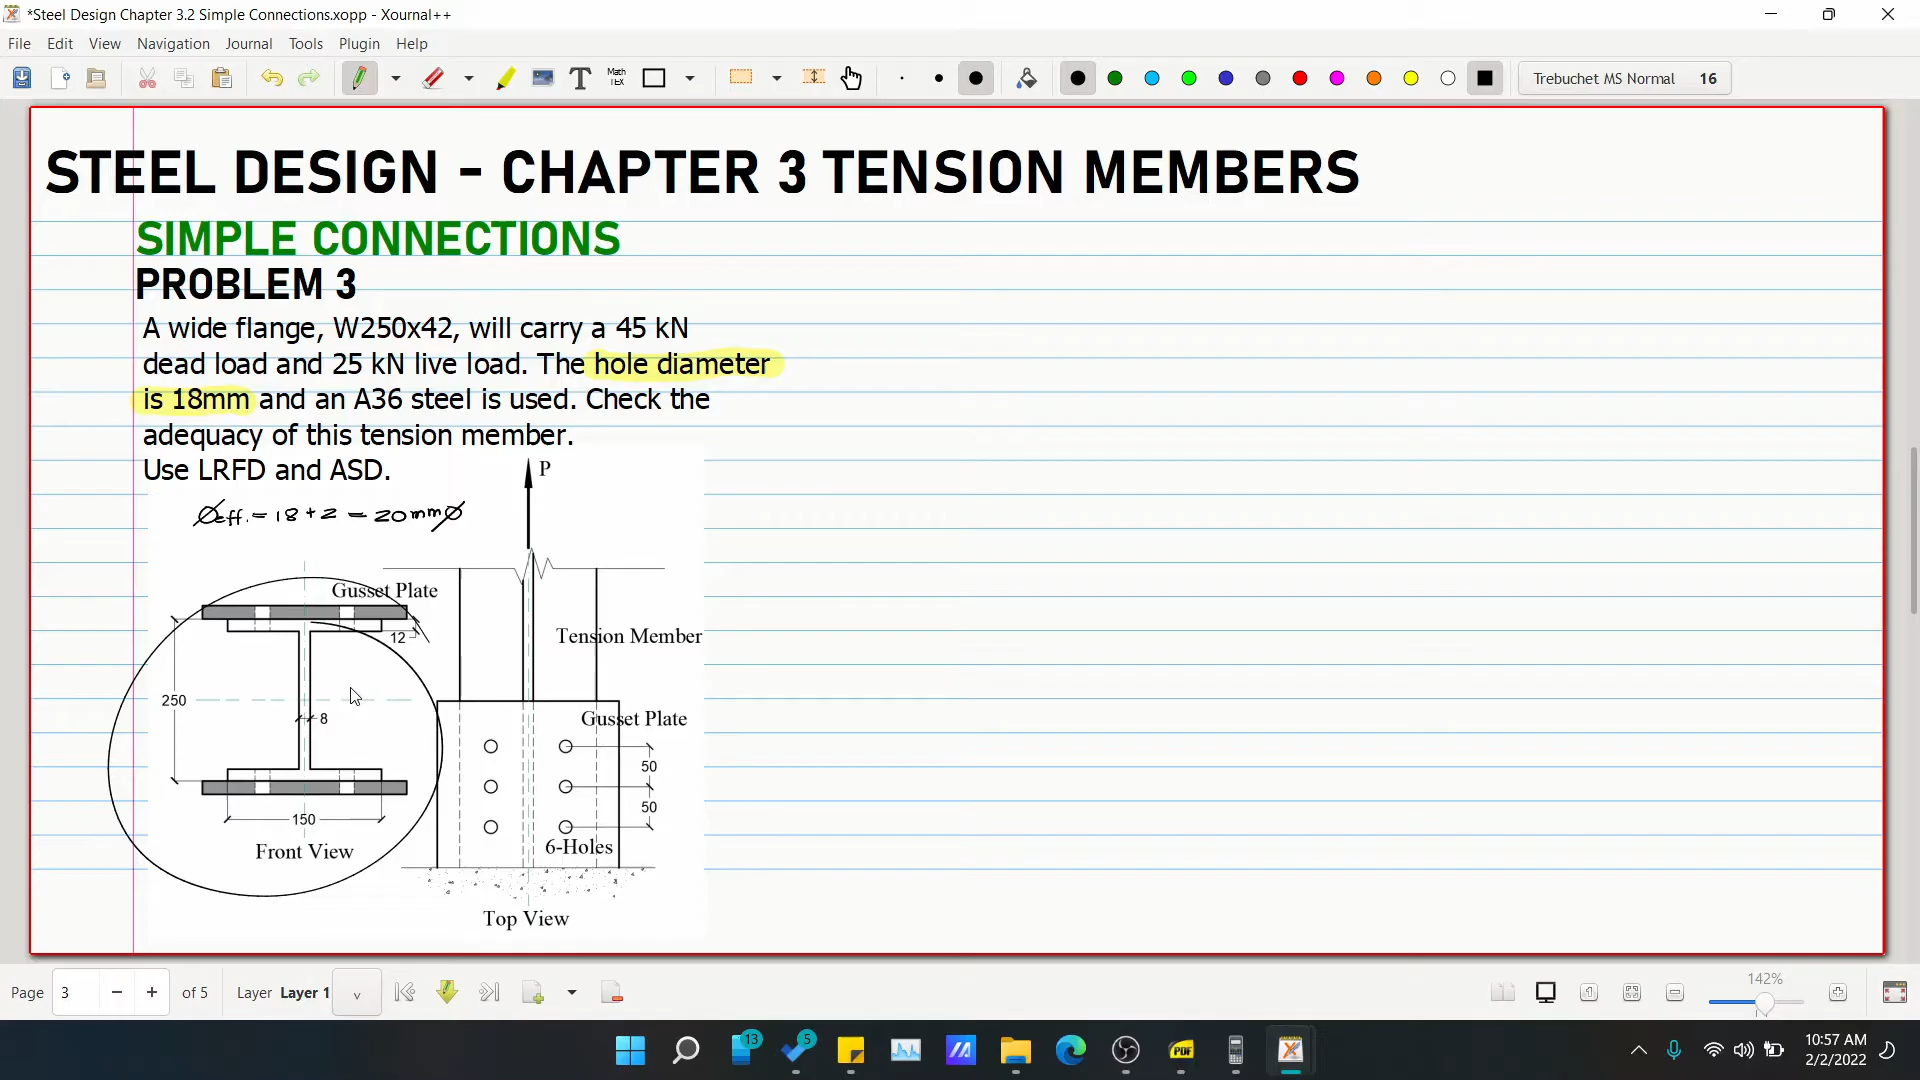 *Steel Design Chapter 3.2 Simple Connections.xopp - Xournal++
File Edit View Navigation Journal Tools Plugin Help
Math
TEX
Trebuchet MS Normal 16
STEEL DESIGN - CHAPTER 3 TENSION MEMBERS
SIMPLE CONNECTIONS
PROBLEM 3
A wide flange, W250x42, will carry a 45 kN
dead load and 25 kN live load. The hole diameter
is 18mm and an A36 steel is used. Check the
adequacy of this tension member.
Use LRFD and ASD.
P
Øeff. = 18 + 2 = 20mmØ
Gusset Plate
12
Tension Member
250
8
Gusset Plate
50
50
150
6-Holes
Front View
Top View
Page 3 of 5 Layer Layer 1
142%
13
5
PDF
10:57 AM
2/2/2022